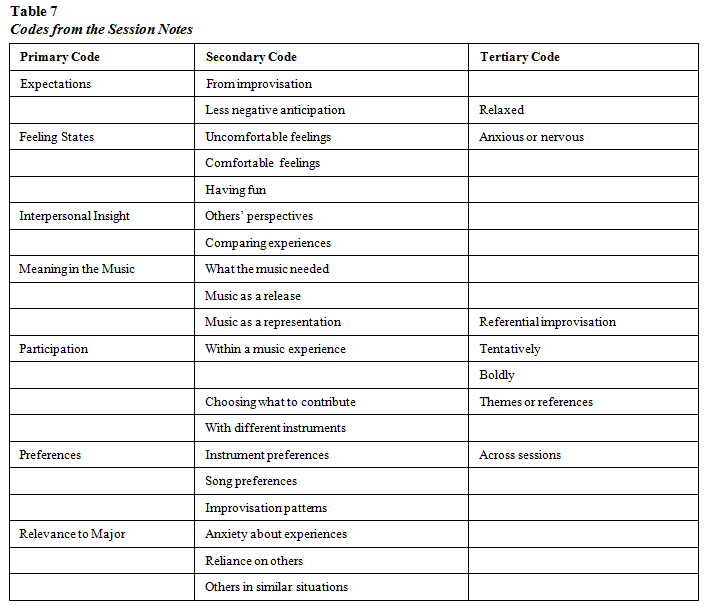 Table 7
Codes from the Session Notes
Primary Code Secondary Code Tertiary Code
Expectations From improvisation
Less negative anticipation Relaxed
Feeling States Uncomfortable feelings Anxious or nervous
Comfortable feelings
Having fun
Interpersonal Insight Others’ perspectives
Comparing experiences
Meaning in the Music What the music needed
Music as a release
Music as a representation Referential improvisation
Participation Within a music experience Tentatively
Boldly
Choosing what to contribute Themes or references
With different instruments
Preferences Instrument preferences Across sessions
Song preferences
Improvisation patterns
Relevance to Major Anxiety about experiences
Reliance on others
Others in similar situations